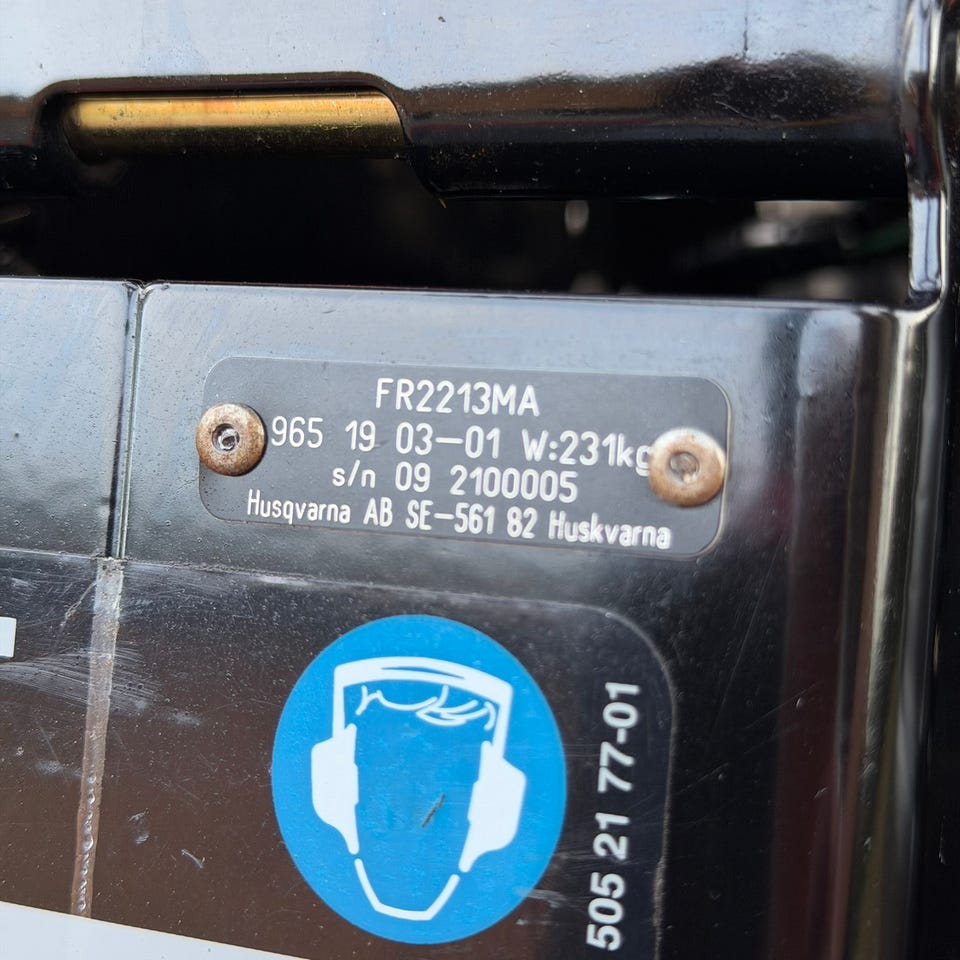 FR2213MA
965 19 03-01 W:231kg
s/n 09 2100005
Husqvarna AB SE-561 82 Huskvarna
505 21 77-01